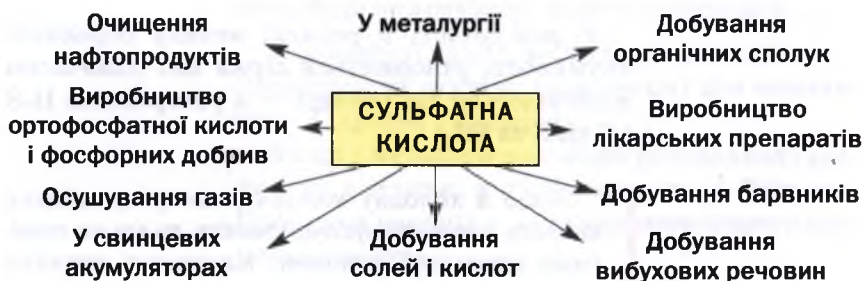 Очищення
нафтопродуктів
У металургії
Добування
органічних сполук
Виробництво
ортофосфатної кислоти
і фосфорних добрив
СУЛЬФАТНА
КИСЛОТА
Виробництво
лікарських препаратів
Осушування газів
Добування барвників
У свинцевих
акумуляторах
Добування
солей і кислот
Добування
вибухових речовин